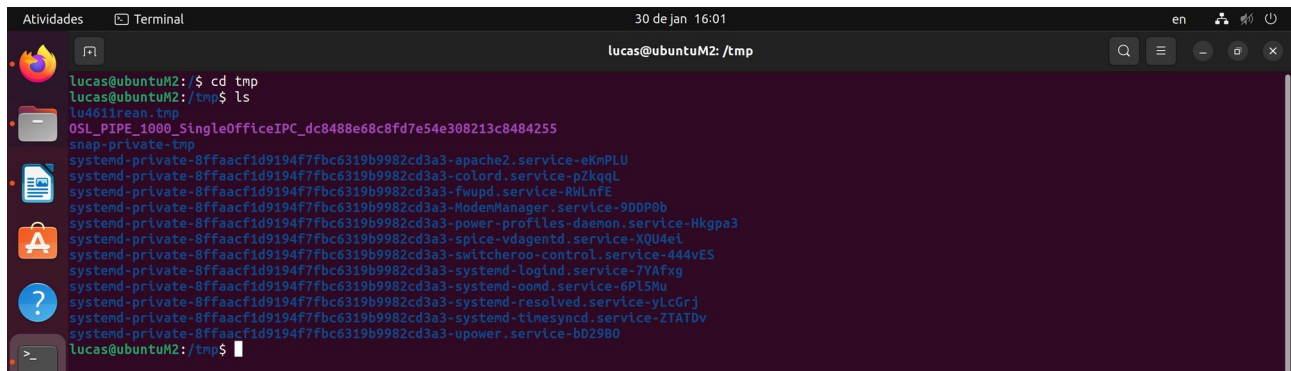 Atividades Terminal 30 de jan 16:01 en
lucas@ubuntuM2: /tmp
lucas@ubuntuM2:/$ cd tmp
lucas@ubuntuM2:/tmp$ ls
lu4611rean.tmp
OSL_PIPE_1000_SingleOfficeIPC_dc8488e68c8fd7e54e308213c8484255
snap-private-tmp
systemd-private-8ffaacf1d9194f7fbc6319b9982cd3a3-apache2.service-eKmPLU
systemd-private-8ffaacf1d9194f7fbc6319b9982cd3a3-colord.service-pZkqqL
systemd-private-8ffaacf1d9194f7fbc6319b9982cd3a3-fwupd.service-RWLnfE
systemd-private-8ffaacf1d9194f7fbc6319b9982cd3a3-ModemManager.service-9DDP0b
systemd-private-8ffaacf1d9194f7fbc6319b9982cd3a3-power-profiles-daemon.service-Hkgpa3
systemd-private-8ffaacf1d9194f7fbc6319b9982cd3a3-spice-vdagentd.service-XQU4ei
systemd-private-8ffaacf1d9194f7fbc6319b9982cd3a3-switcheroo-control.service-444vES
systemd-private-8ffaacf1d9194f7fbc6319b9982cd3a3-systemd-logind.service-7YAfxg
systemd-private-8ffaacf1d9194f7fbc6319b9982cd3a3-systemd-oomd.service-6Pl5Mu
systemd-private-8ffaacf1d9194f7fbc6319b9982cd3a3-systemd-resolved.service-yLcGrj
systemd-private-8ffaacf1d9194f7fbc6319b9982cd3a3-systemd-timesyncd.service-ZTATDv
systemd-private-8ffaacf1d9194f7fbc6319b9982cd3a3-upower.service-bD29BO
lucas@ubuntuM2:/tmp$